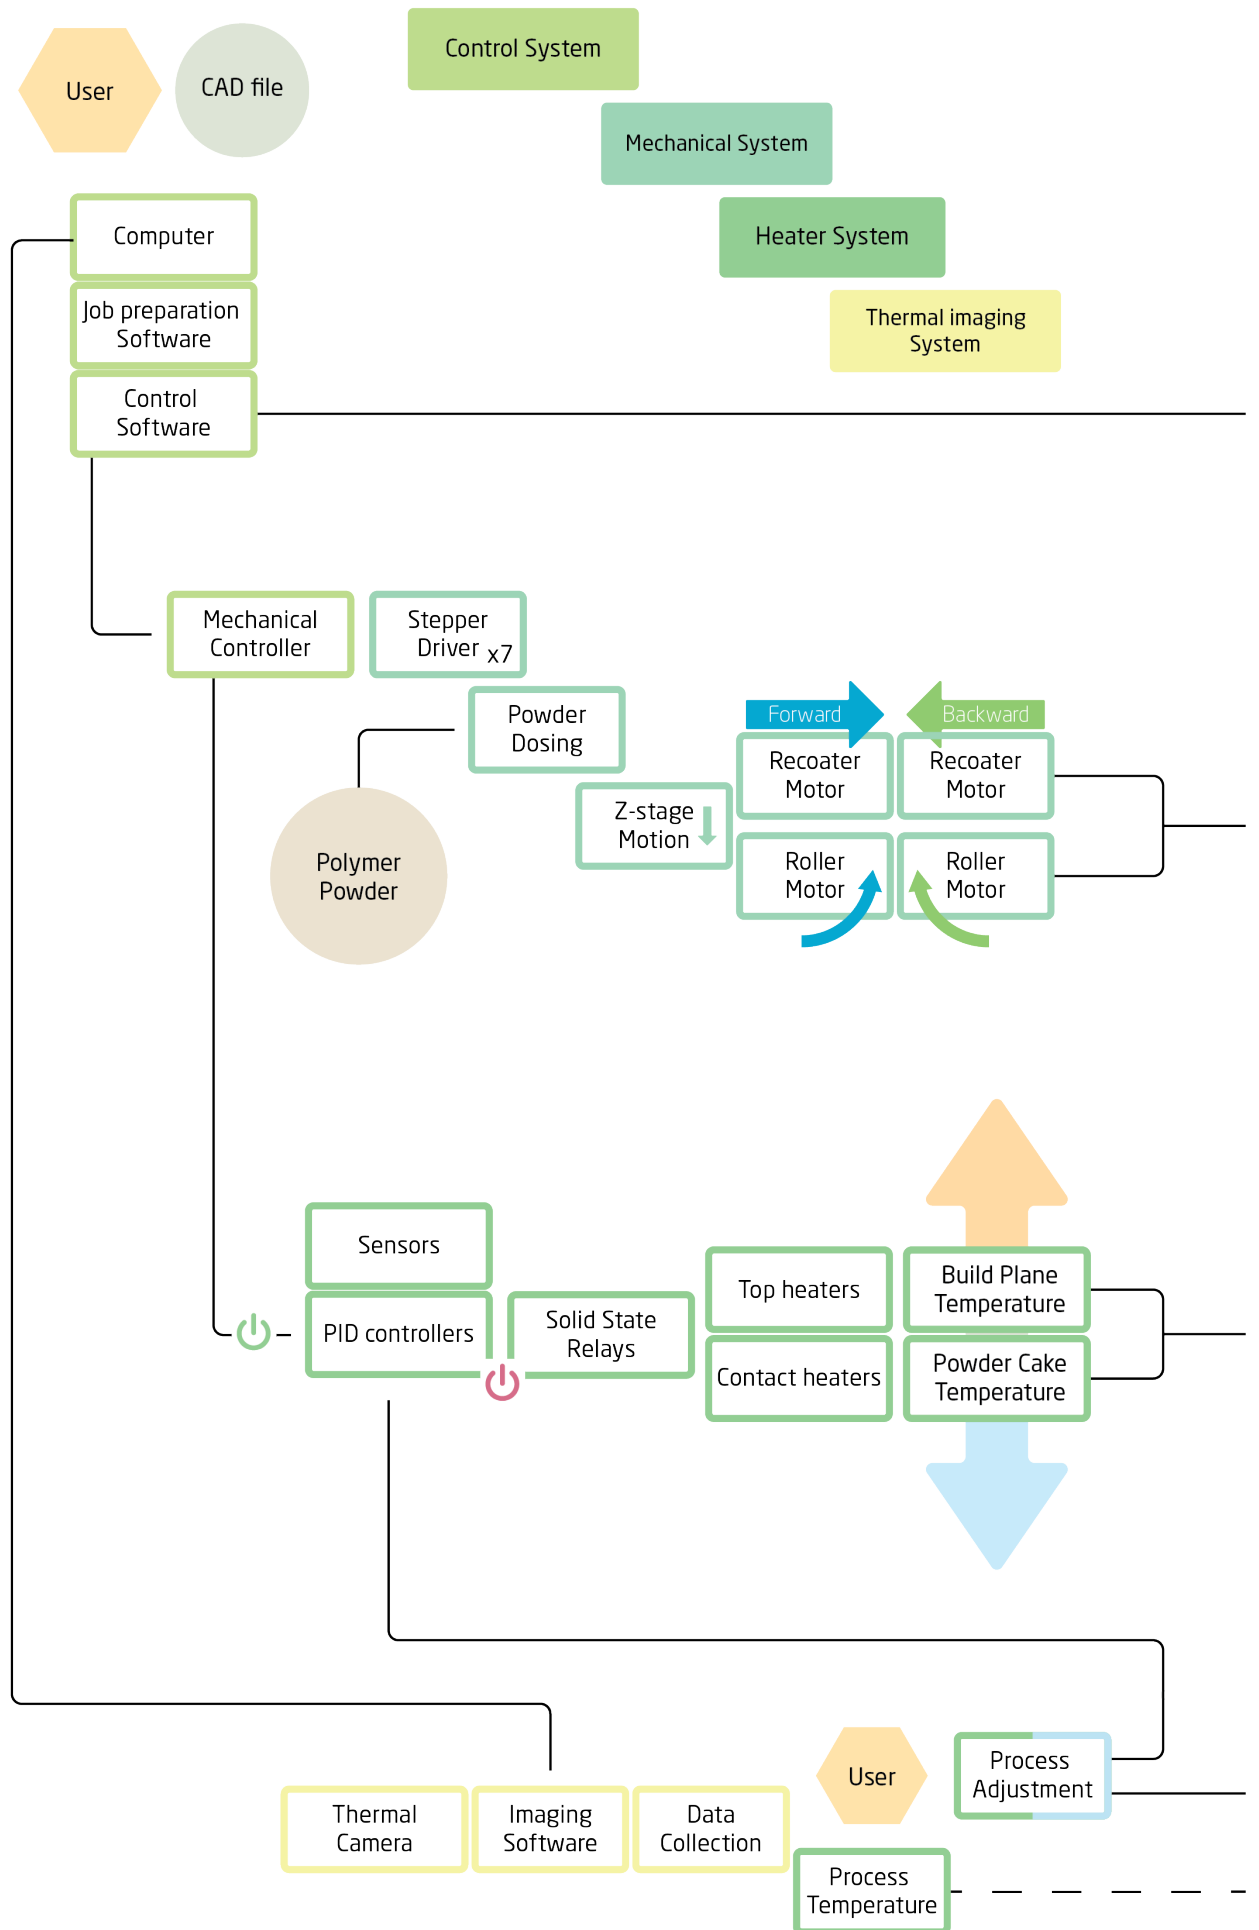 User
CAD file
Control System
Mechanical System
Heater System
Thermal imaging
System
Computer
Job preparation
Software
Control
Software
Mechanical
Controller
Stepper
Driver x7
Powder
Dosing
Polymer
Powder
Z-stage
Motion
Forward
Backward
Recoater
Motor
Recoater
Motor
Roller
Motor
Roller
Motor
Sensors
PID controllers
Solid State
Relays
Top heaters
Contact heaters
Build Plane
Temperature
Powder Cake
Temperature
User
Process
Adjustment
Thermal
Camera
Imaging
Software
Data
Collection
Process
Temperature